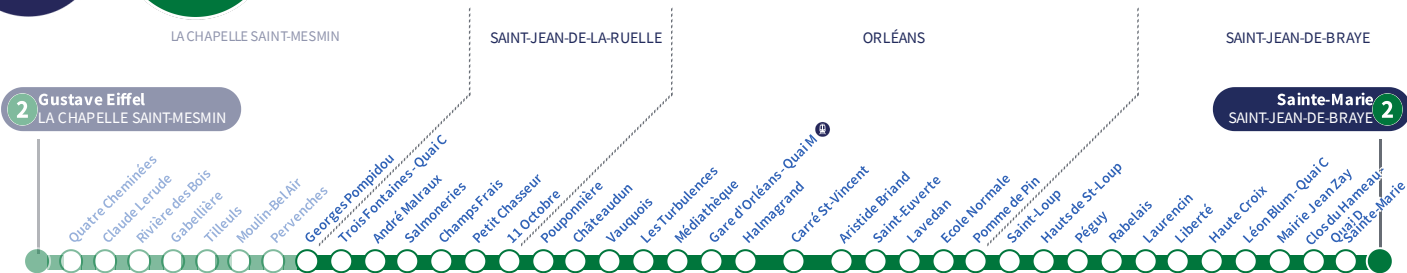 LA CHAPELLE SAINT-MESMIN
SAINT-JEAN-DE-LA-RUELLE
ORLÉANS
SAINT-JEAN-DE-BRAYE
2
Gustave Eiffel
LA CHAPELLE SAINT-MESMIN
Sainte-Marie
SAINT-JEAN-DE-BRAYE
2
Quatre Cheminées
Claude Lerude
Rivière des Bois
Gabellière
Tilleuls
Moulin-Bel Air
Pervenches
Georges Pompidou
Trois Fontaines - Quai C
André Malraux
Salmoneries
Champs Frais
Petit Chasseur
11 Octobre
Pouponnière
Châteaudun
Vauquois
Les Turbulences
Médiathèque
Gare d'Orléans - Quai M
Halmagrand
Carré St-Vincent
Aristide Briand
Saint-Euverte
Lavedan
Ecole Normale
Pomme de Pin
Saint-Loup
Hauts de St-Loup
Péguy
Rabelais
Laurencin
Liberté
Haute Croix
Léon Blum - Quai C
Mairie Jean Zay
Clos du Hameau -
Quai D
Sainte-Marie